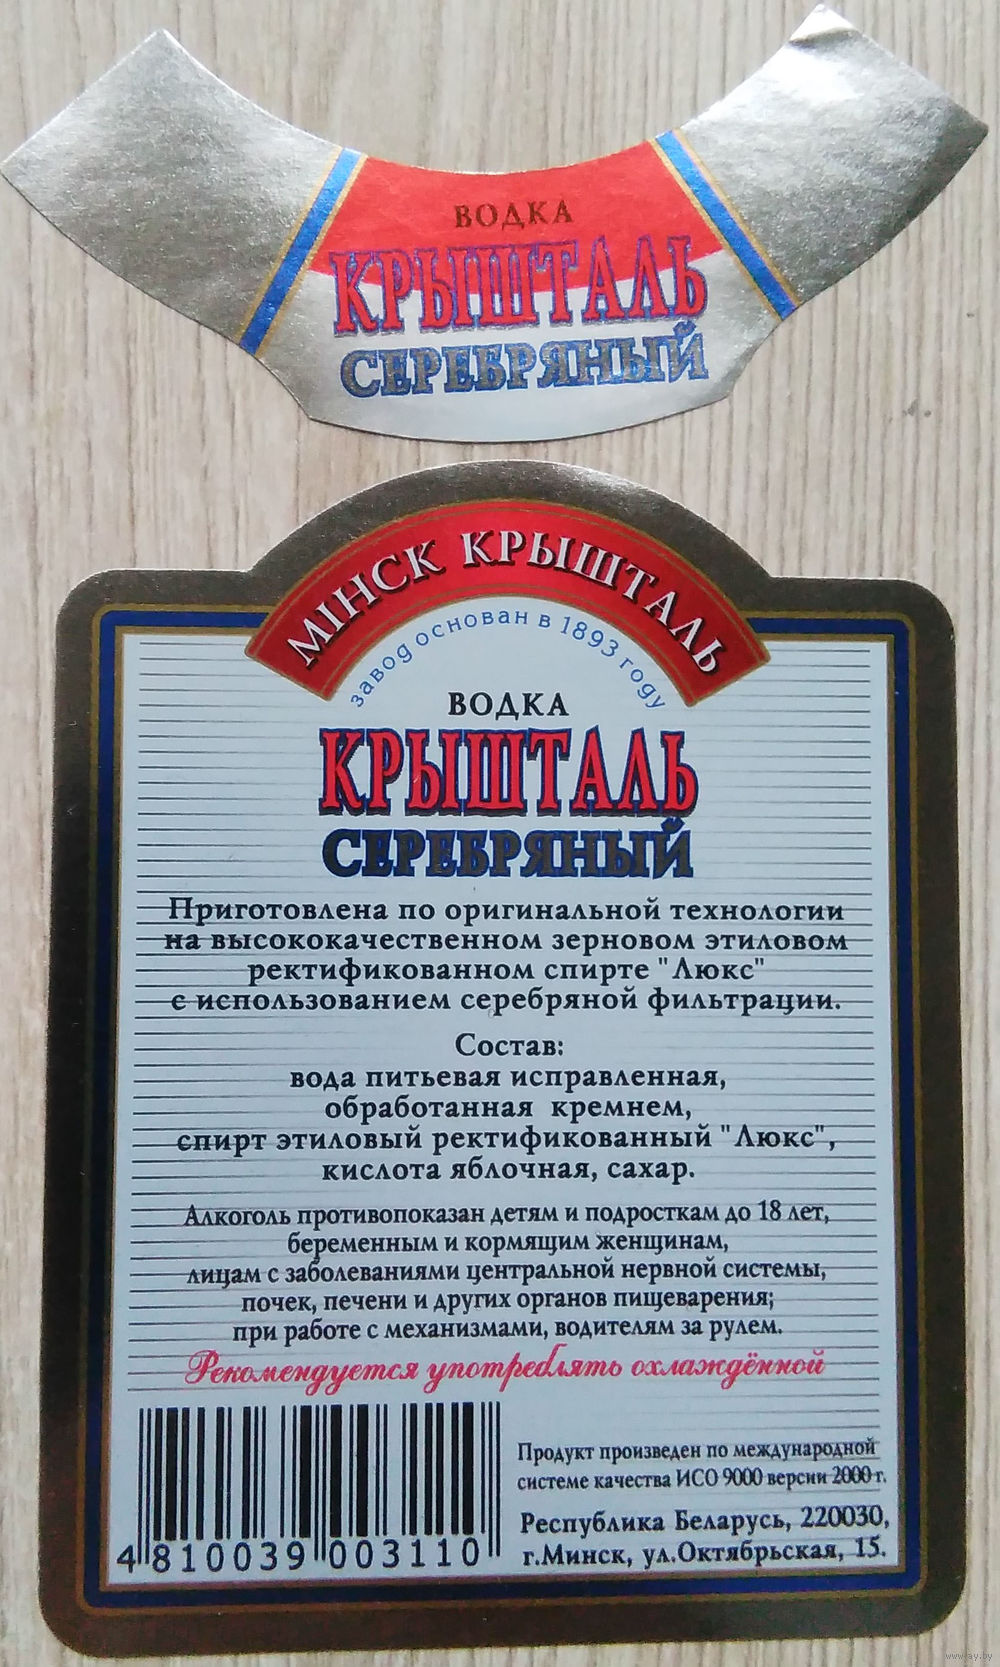 ВОДКА
КРЫШТАЛЬ
СЕРЕБРЯНЫЙ
МІНСК КРЫШТАЛЬ
завод основан в 1893 году
ВОДКА
КРЫШТАЛЬ
СЕРЕБРЯНЫЙ
Приготовлена по оригинальной технологии
на высококачественном зерновом этиловом
ректификованном спирте "Люкс"
с использованием серебряной фильтрации.
Состав:
вода питьевая исправленная,
обработанная кремнем,
спирт этиловый ректификованный "Люкс",
кислота яблочная, сахар.
Алкоголь противопоказан детям и подросткам до 18 лет,
беременным и кормящим женщинам,
лицам с заболеваниями центральной нервной системы,
почек, печени и других органов пищеварения;
при работе с механизмами, водителям за рулем.
Рекомендуется употреблять охлаждённой
Продукт произведен по международной
системе качества ИСО 9000 версии 2000 г.
Республика Беларусь, 220030,
г.Минск, ул.Октябрьская, 15.
4 810039 003110
www.ay.by